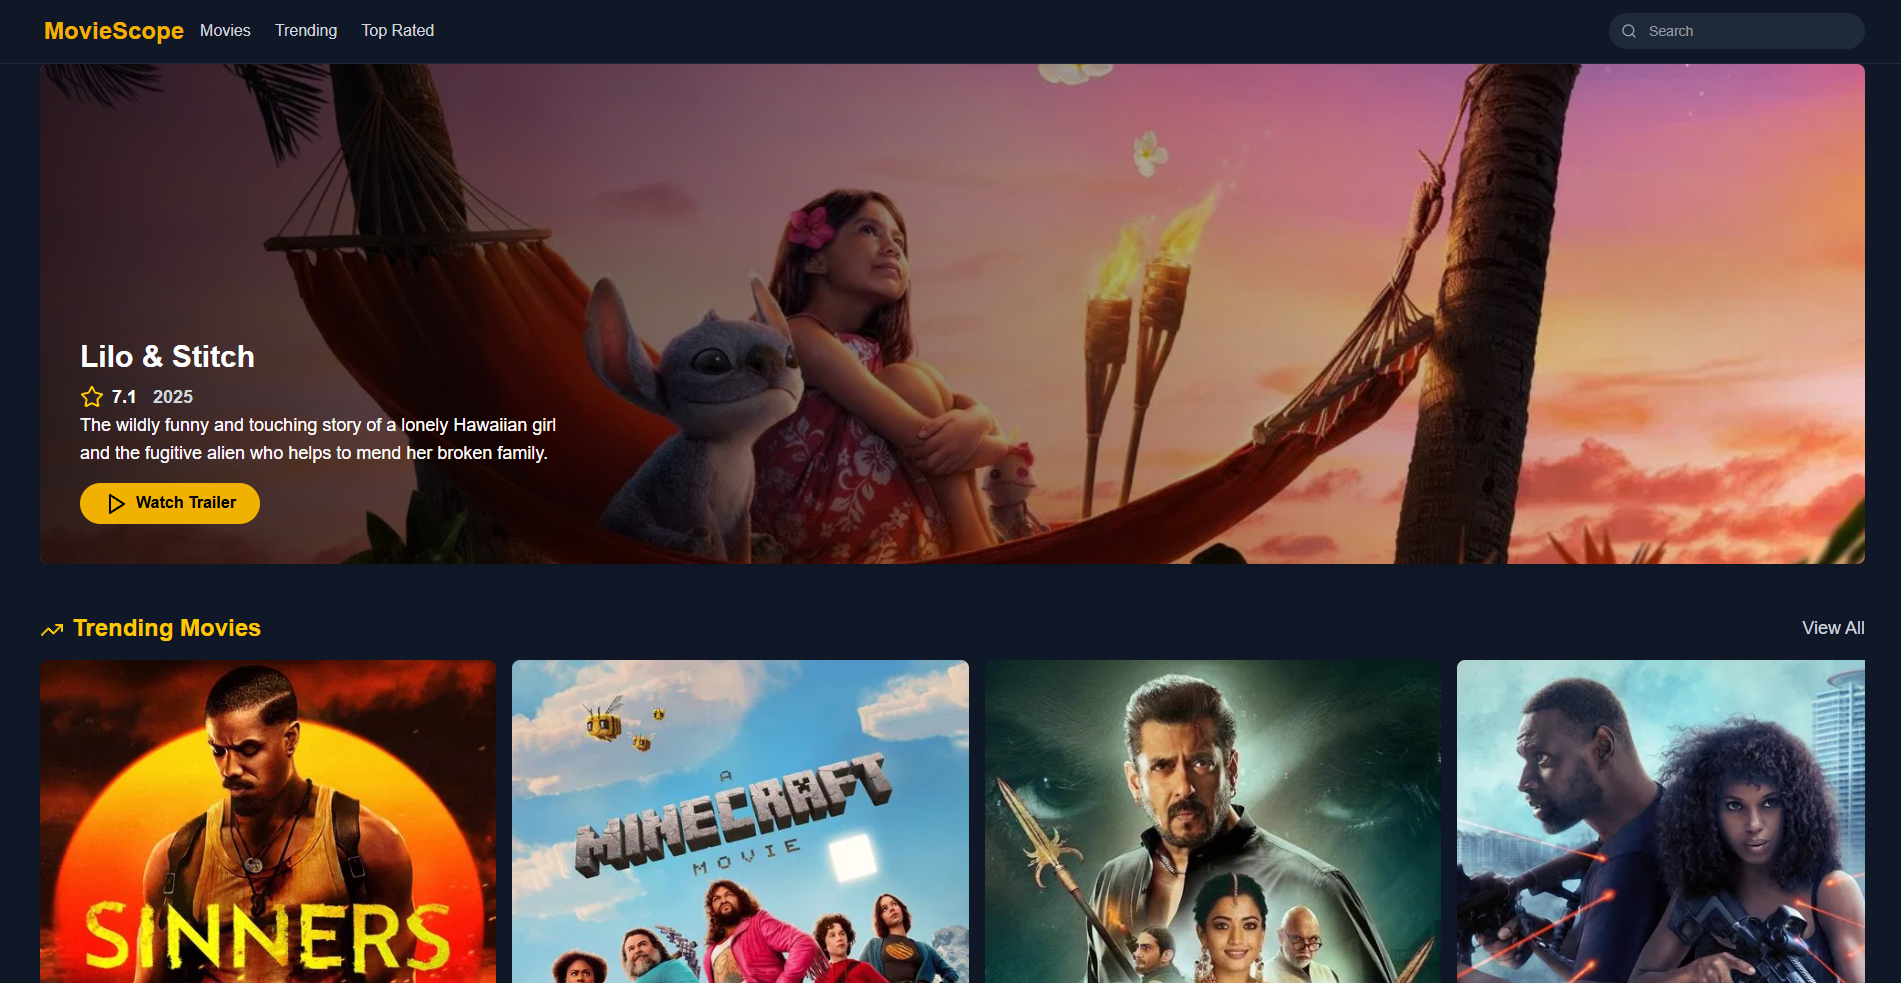 MovieScope Movies Trending Top Rated Search
Lilo & Stitch
7.1 2025
The wildly funny and touching story of a lonely Hawaiian girl
and the fugitive alien who helps to mend her broken family.
Watch Trailer
Trending Movies View All
SINNERS
A
MINECRAFT
MOVIE